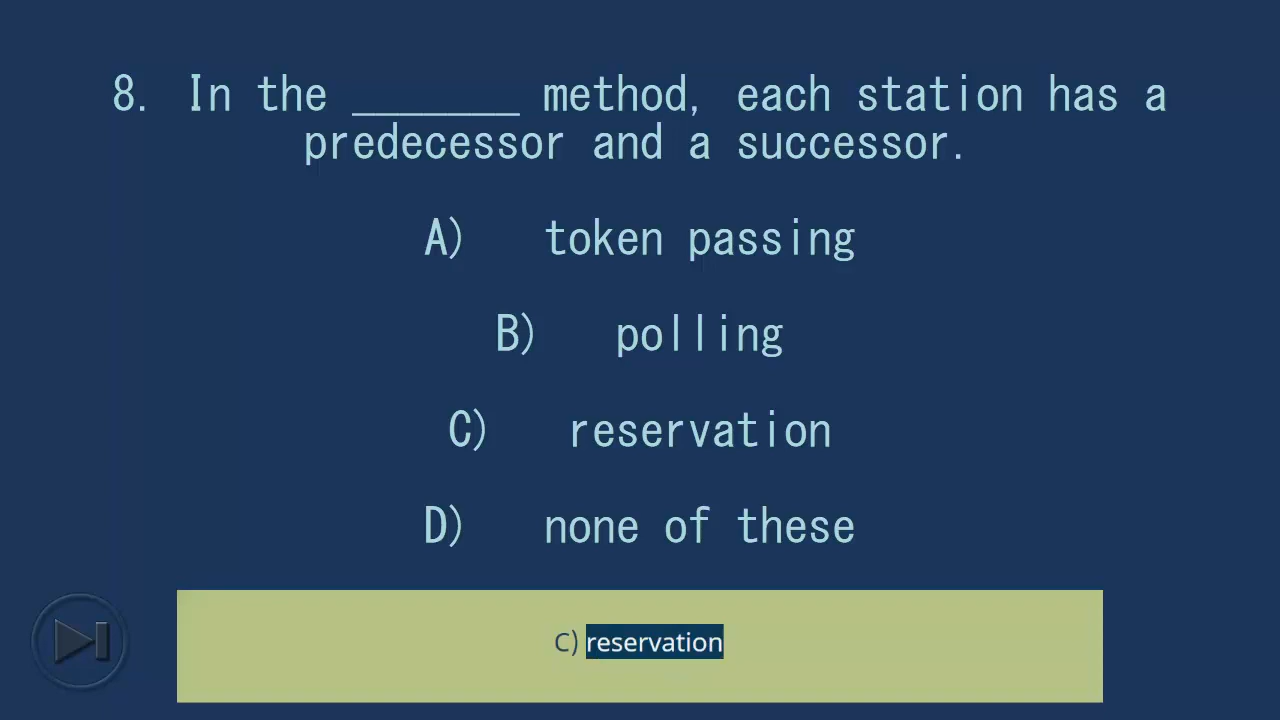 8. In the _______ method, each station has a
predecessor and a successor.
A) token passing
B) polling
C) reservation
D) none of these
C) reservation